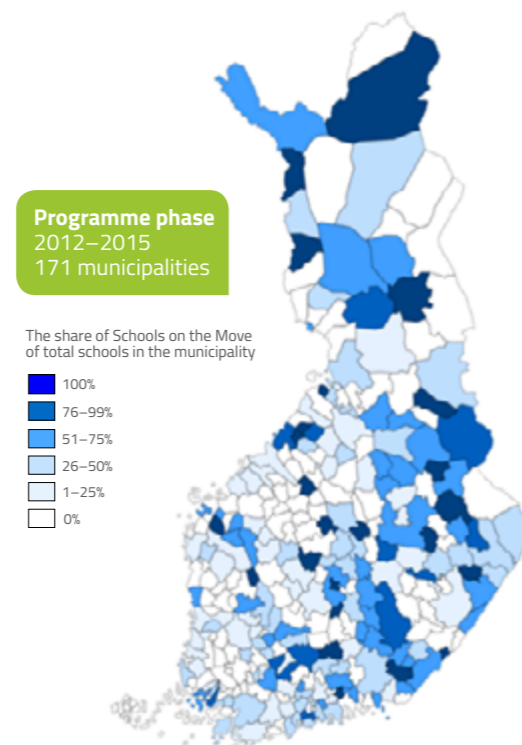 Programme phase
2012–2015
171 municipalities
The share of Schools on the Move
of total schools in the municipality
100%
76–99%
51–75%
26–50%
1–25%
0%